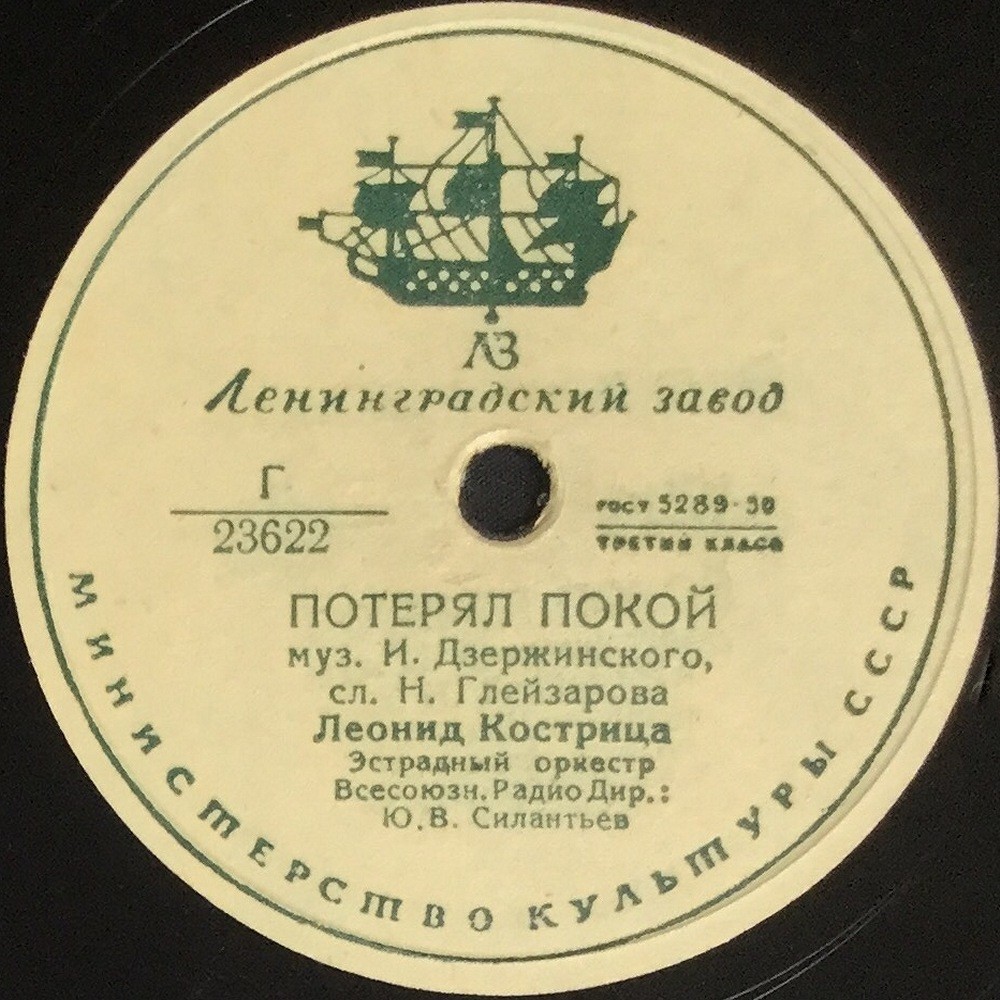 ЛЗ
Ленинградский завод
Г
23622
ГОСТ 5289-50
ТРЕТИЙ КЛАСС
ПОТЕРЯЛ ПОКОЙ
муз. И. Дзержинского,
сл. Н. Глейзарова
Леонид Кострица
Эстрадный оркестр
Всесоюзн. Радио Дир.:
Ю. В. Силантьев
МИНИСТЕРСТВО КУЛЬТУРЫ СССР